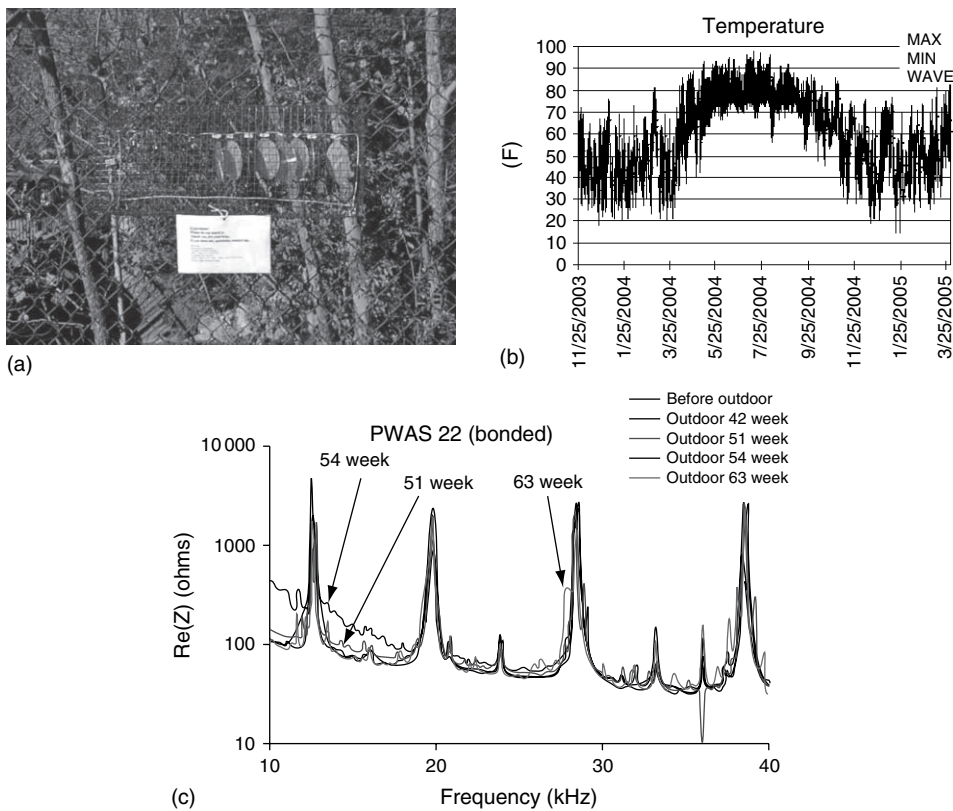 (a)
Temperature
MAX
MIN
WAVE
(F)
100
90
80
70
60
50
40
30
20
10
0
11/25/2003
1/25/2004
3/25/2004
5/25/2004
7/25/2004
9/25/2004
11/25/2004
1/25/2005
3/25/2005
(b)
Before outdoor
Outdoor 42 week
Outdoor 51 week
Outdoor 54 week
Outdoor 63 week
PWAS 22 (bonded)
54 week
51 week
63 week
Re(Z) (ohms)
10 000
1000
100
10
10
20
30
40
Frequency (kHz)
(c)